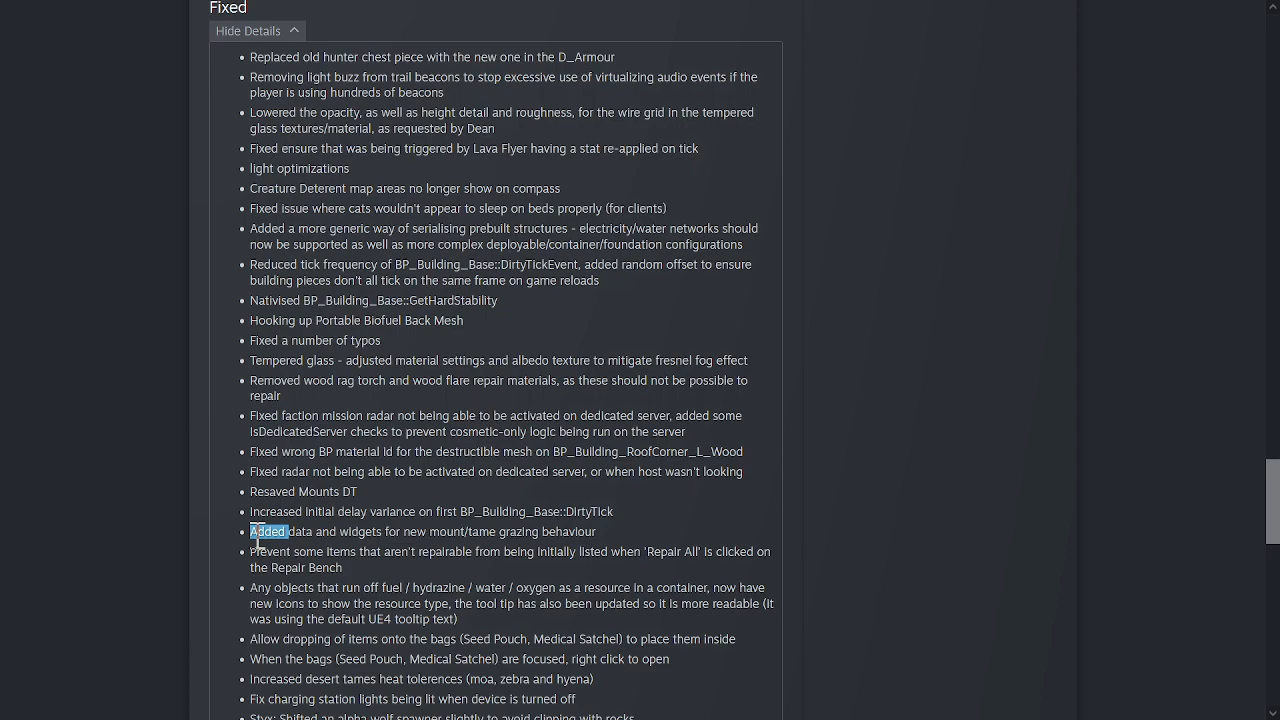 Fixed
Hide Details
• Replaced old hunter chest piece with the new one in the D_Armour
• Removing light buzz from trail beacons to stop excessive use of virtualizing audio events if the
player is using hundreds of beacons
• Lowered the opacity, as well as height detail and roughness, for the wire grid in the tempered
glass textures/material, as requested by Dean
• Fixed ensure that was being triggered by Lava Flyer having a stat re-applied on tick
• light optimizations
• Creature Deterent map areas no longer show on compass
• Fixed issue where cats wouldn't appear to sleep on beds properly (for clients)
• Added a more generic way of serialising prebuilt structures - electricity/water networks should
now be supported as well as more complex deployable/container/foundation configurations
• Reduced tick frequency of BP_Building_Base::DirtyTickEvent, added random offset to ensure
building pieces don't all tick on the same frame on game reloads
• Nativised BP_Building_Base::GetHardStability
• Hooking up Portable Biofuel Back Mesh
• Fixed a number of typos
• Tempered glass - adjusted material settings and albedo texture to mitigate fresnel fog effect
• Removed wood rag torch and wood flare repair materials, as these should not be possible to
repair
• Fixed faction mission radar not being able to be activated on dedicated server, added some
IsDedicatedServer checks to prevent cosmetic-only logic being run on the server
• Fixed wrong BP material id for the destructible mesh on BP_Building_RoofCorner_L_Wood
• Fixed radar not being able to be activated on dedicated server, or when host wasn't looking
• Resaved Mounts DT
• Increased initial delay variance on first BP_Building_Base::DirtyTick
• Added data and widgets for new mount/tame grazing behaviour
• Prevent some items that aren't repairable from being initially listed when 'Repair All' is clicked on
the Repair Bench
• Any objects that run off fuel / hydrazine / water / oxygen as a resource in a container, now have
new icons to show the resource type, the tool tip has also been updated so it is more readable (it
was using the default UE4 tooltip text)
• Allow dropping of items onto the bags (Seed Pouch, Medical Satchel) to place them inside
• When the bags (Seed Pouch, Medical Satchel) are focused, right click to open
• Increased desert tames heat tolerences (moa, zebra and hyena)
• Fix charging station lights being lit when device is turned off
• Styx: Shifted an alpha wolf spawner slightly to avoid clipping with rocks